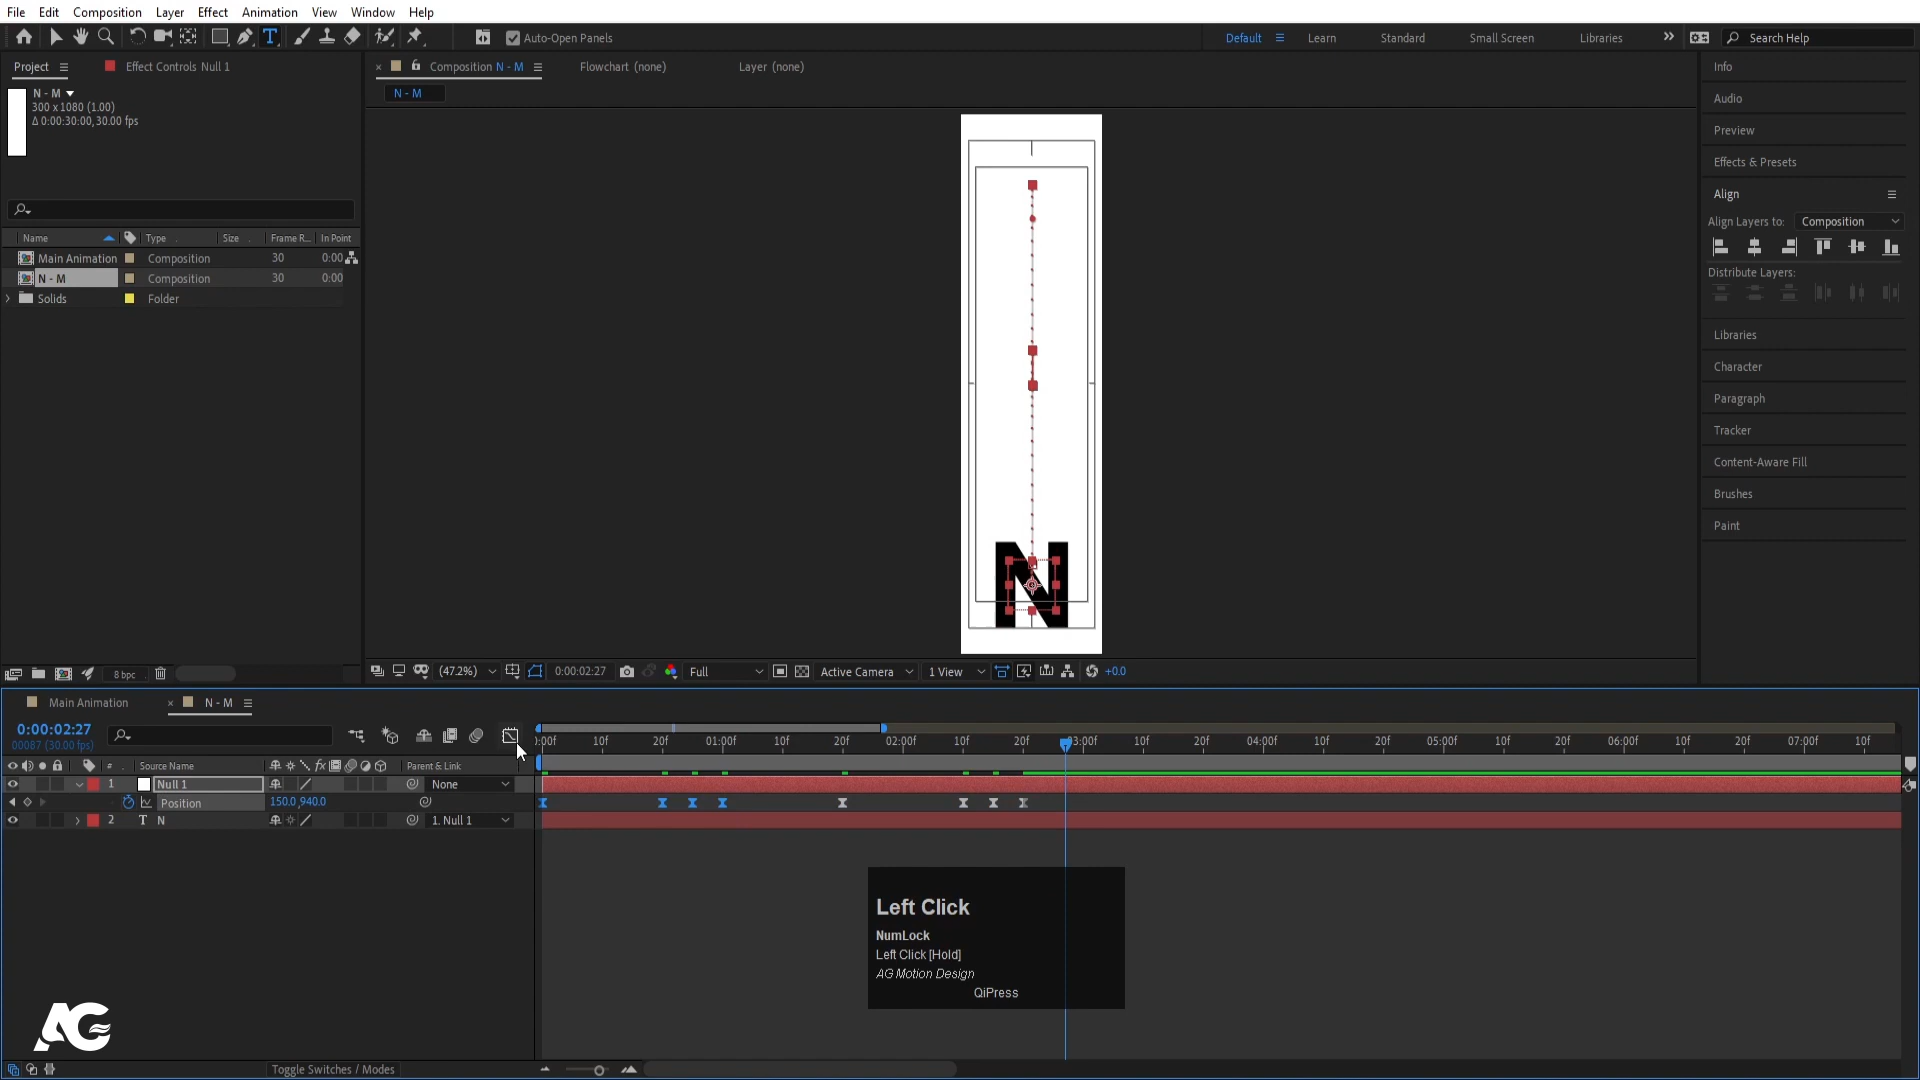 File Edit Composition Layer Effect Animation View Window Help
T Auto-Open Panels Default Learn Standard Small Screen Libraries Search Help
Project Effect Controls Null 1 Composition N - M Flowchart (none) Layer (none) Info
N - M
300 x 1080 (1.00)
Δ 0:00:30:00, 30.00 fps
N - M
Audio
Preview
Effects & Presets
Align
Align Layers to: Composition
Distribute Layers:
Libraries
Character
Paragraph
Tracker
Content-Aware Fill
Brushes
Paint
Name Type Size Frame R... In Point
Main Animation Composition 30 0:00
N - M Composition 30 0:00
Solids Folder
N
8 bpc (47.2%) 0:00:02:27 Full Active Camera 1 View +0.0
Main Animation N - M
0:00:02:27
00087 (30.00 fps)
0:00f 10f 20f 01:00f 10f 20f 02:00f 10f 20f 03:00f 10f 20f 04:00f 10f 20f 05:00f 10f 20f 06:00f 10f 20f 07:00f 10f
# Source Name fx Parent & Link
1 Null 1 None
Position 150.0,940.0
2 T N 1. Null 1
Left Click
NumLock
Left Click [Hold]
AG Motion Design
QiPress
AG
Toggle Switches / Modes